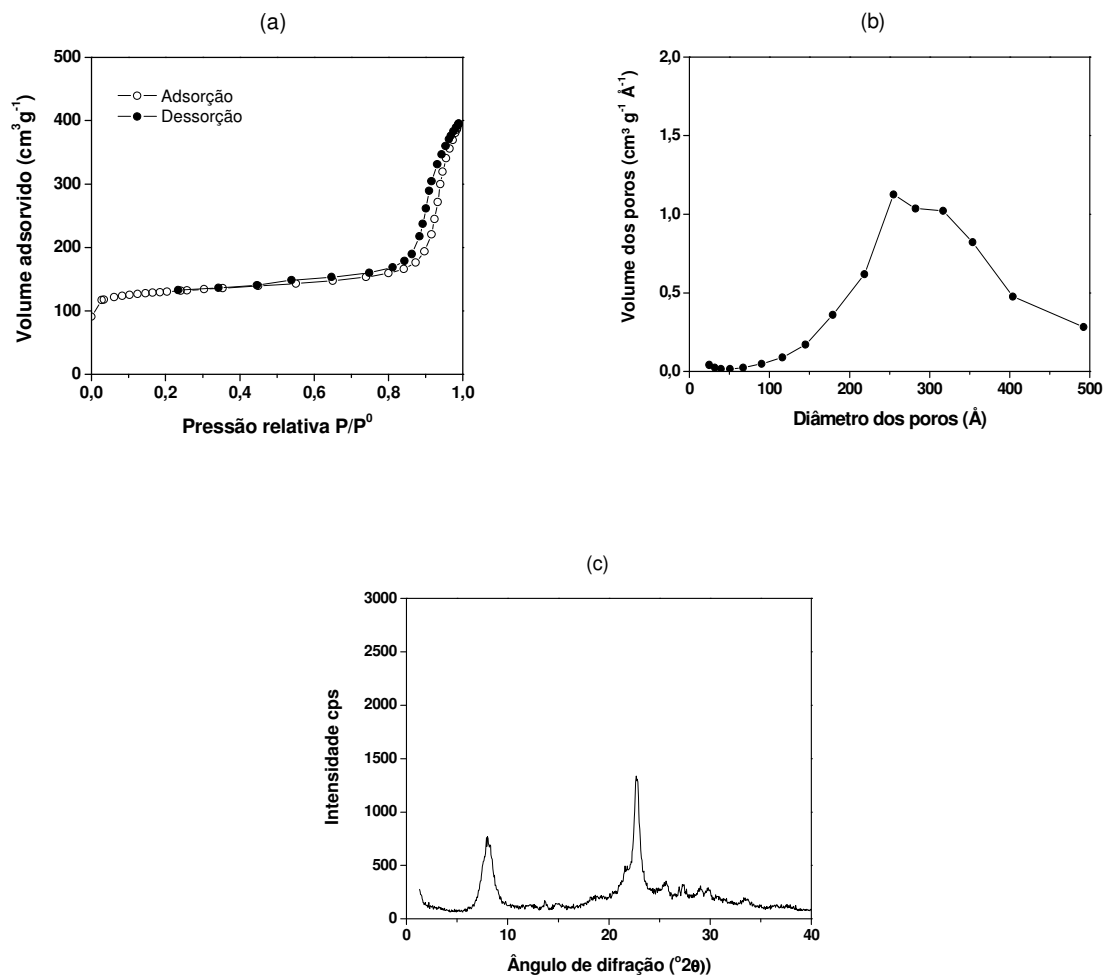 (a)
500
400
300
200
100
0
Volume adsorvido (cm³g⁻¹)
Adsorção
Dessorção
0,0 0,2 0,4 0,6 0,8 1,0
Pressão relativa P/P⁰
(b)
2,0
1,5
1,0
0,5
0,0
Volume dos poros (cm³ g⁻¹ Å⁻¹)
0 100 200 300 400 500
Diâmetro dos poros (Å)
(c)
3000
2500
2000
1500
1000
500
0
Intensidade cps
0 10 20 30 40
Ângulo de difração (°2θ))